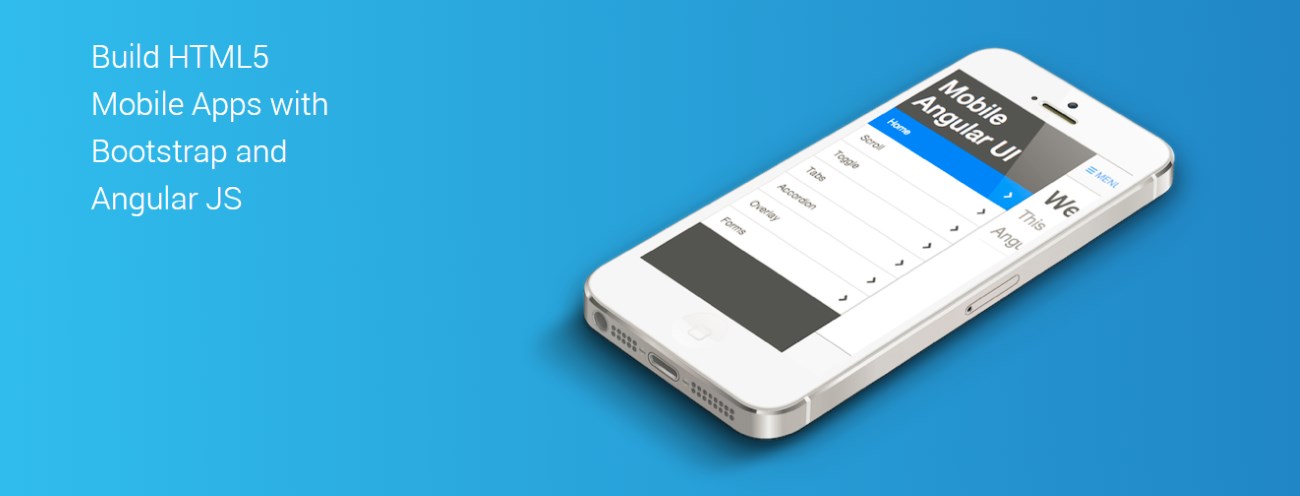 Build HTML5
Mobile Apps with
Bootstrap and
Angular JS
Mobile
Angular UI
Home
Scroll
Toggle
Tabs
Accordion
Overlay
Forms
MENU
We
This
Angu